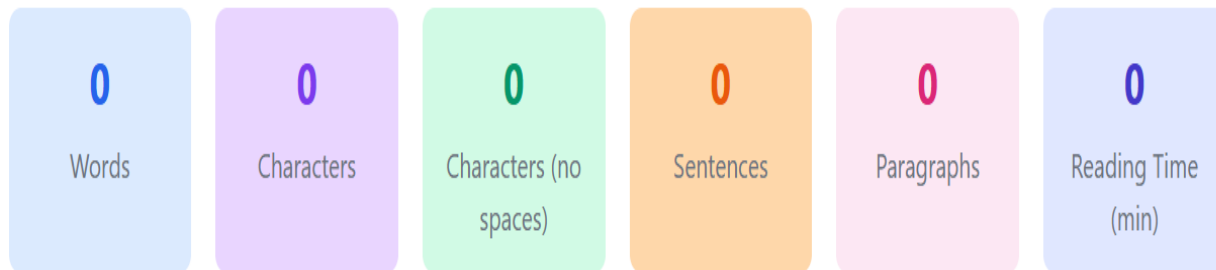 0
Words
0
Characters
0
Characters (no
spaces)
0
Sentences
0
Paragraphs
0
Reading Time
(min)